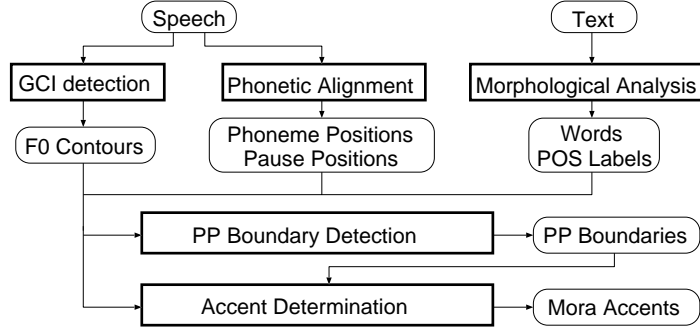 Speech
Text
GCI detection
Phonetic Alignment
Morphological Analysis
F0 Contours
Phoneme Positions
Pause Positions
Words
POS Labels
PP Boundary Detection
PP Boundaries
Accent Determination
Mora Accents